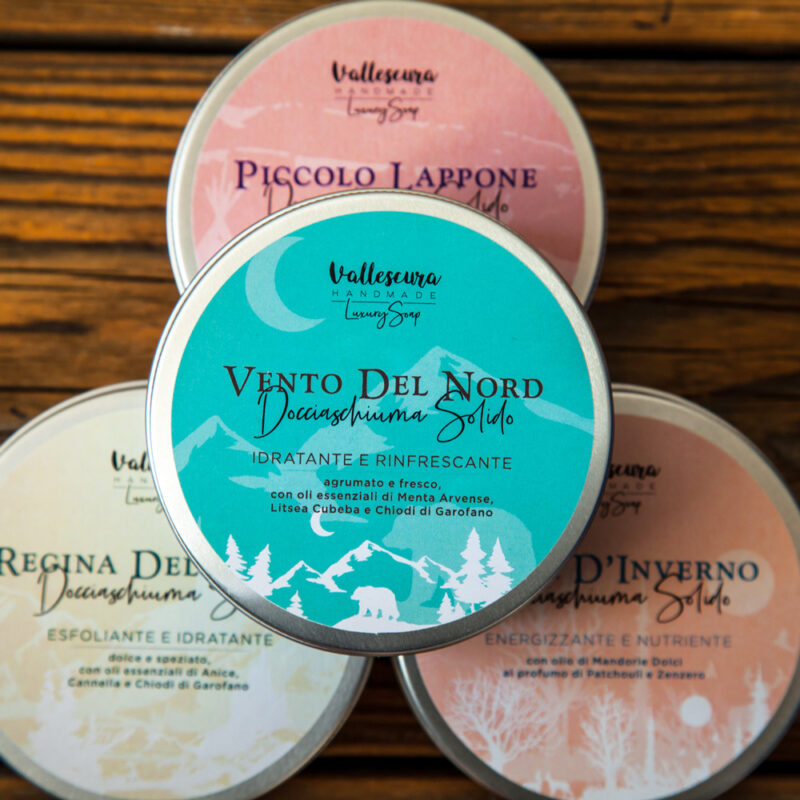 Vallescura
HANDMADE
Luxury Soap
PICCOLO LAPPONE
Docciaschiuma Solido
Vallescura
HANDMADE
Luxury Soap
VENTO DEL NORD
Docciaschiuma Solido
IDRATANTE E RINFRESCANTE
agrumato e fresco,
con oli essenziali di Menta Arvense,
Litsea Cubeba e Chiodi di Garofano
HANDMADE
REGINA DEL
Docciaschiuma
ESFOLIANTE E IDRATANTE
dolce e speziato,
con oli essenziali di Anice,
Cannella e Chiodi di Garofano
D'INVERNO
Docciaschiuma Solido
ENERGIZZANTE E NUTRIENTE
con olio di Mandorle Dolci
al profumo di Patchouli e Zenzero